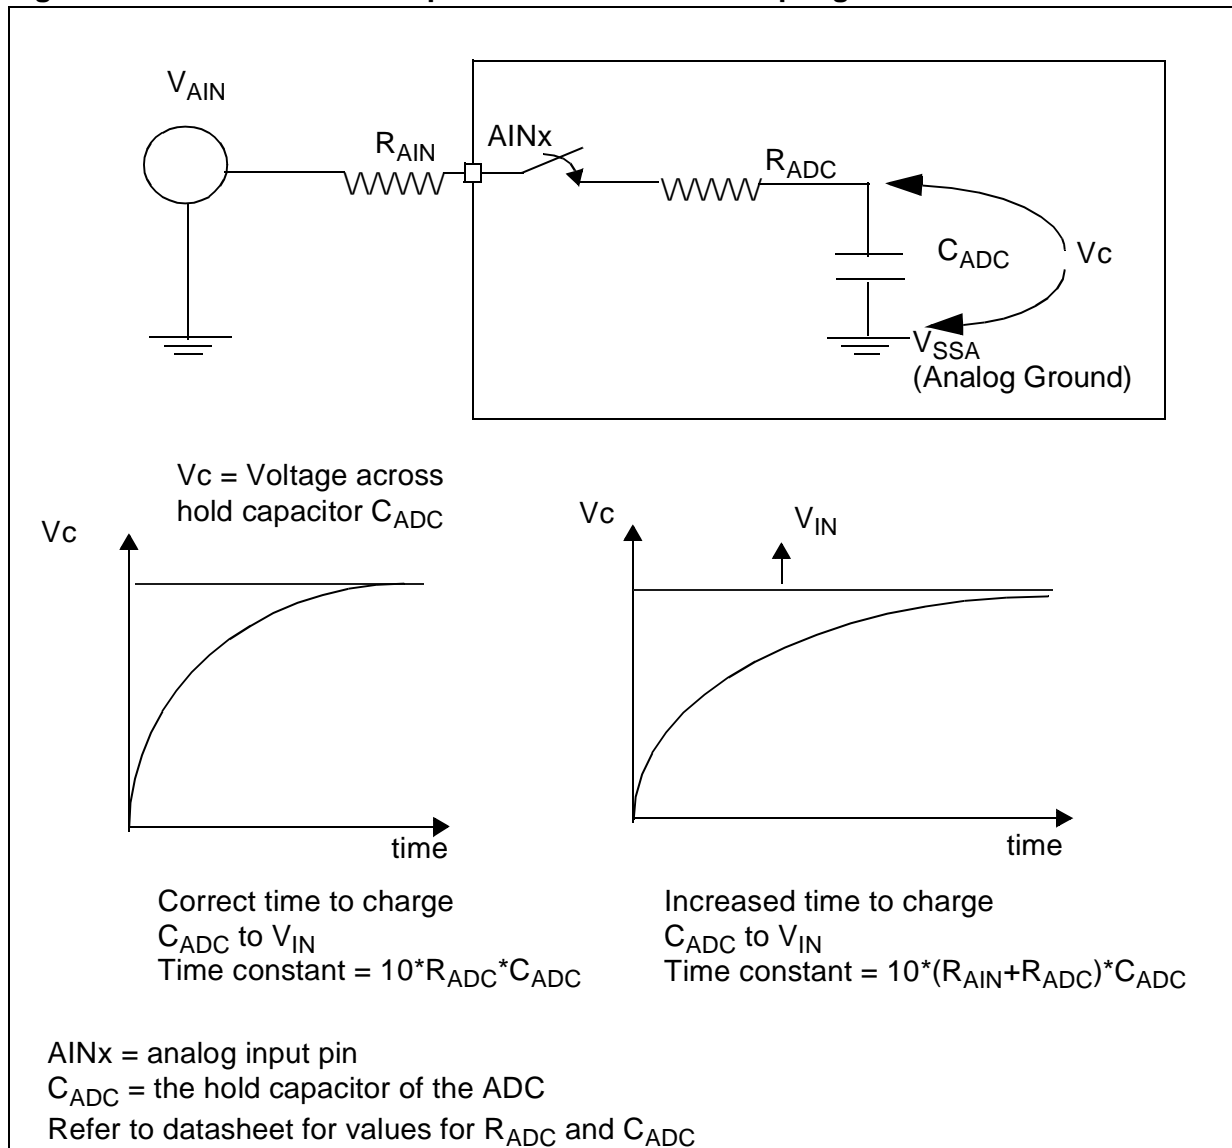 V_AIN
R_AIN
AINx
R_ADC
C_ADC
Vc
V_SSA
(Analog Ground)
Vc = Voltage across
hold capacitor C_ADC
Vc
time
Correct time to charge
C_ADC to V_IN
Time constant = 10*R_ADC*C_ADC
Vc
V_IN
time
Increased time to charge
C_ADC to V_IN
Time constant = 10*(R_AIN+R_ADC)*C_ADC
AINx = analog input pin
C_ADC = the hold capacitor of the ADC
Refer to datasheet for values for R_ADC and C_ADC